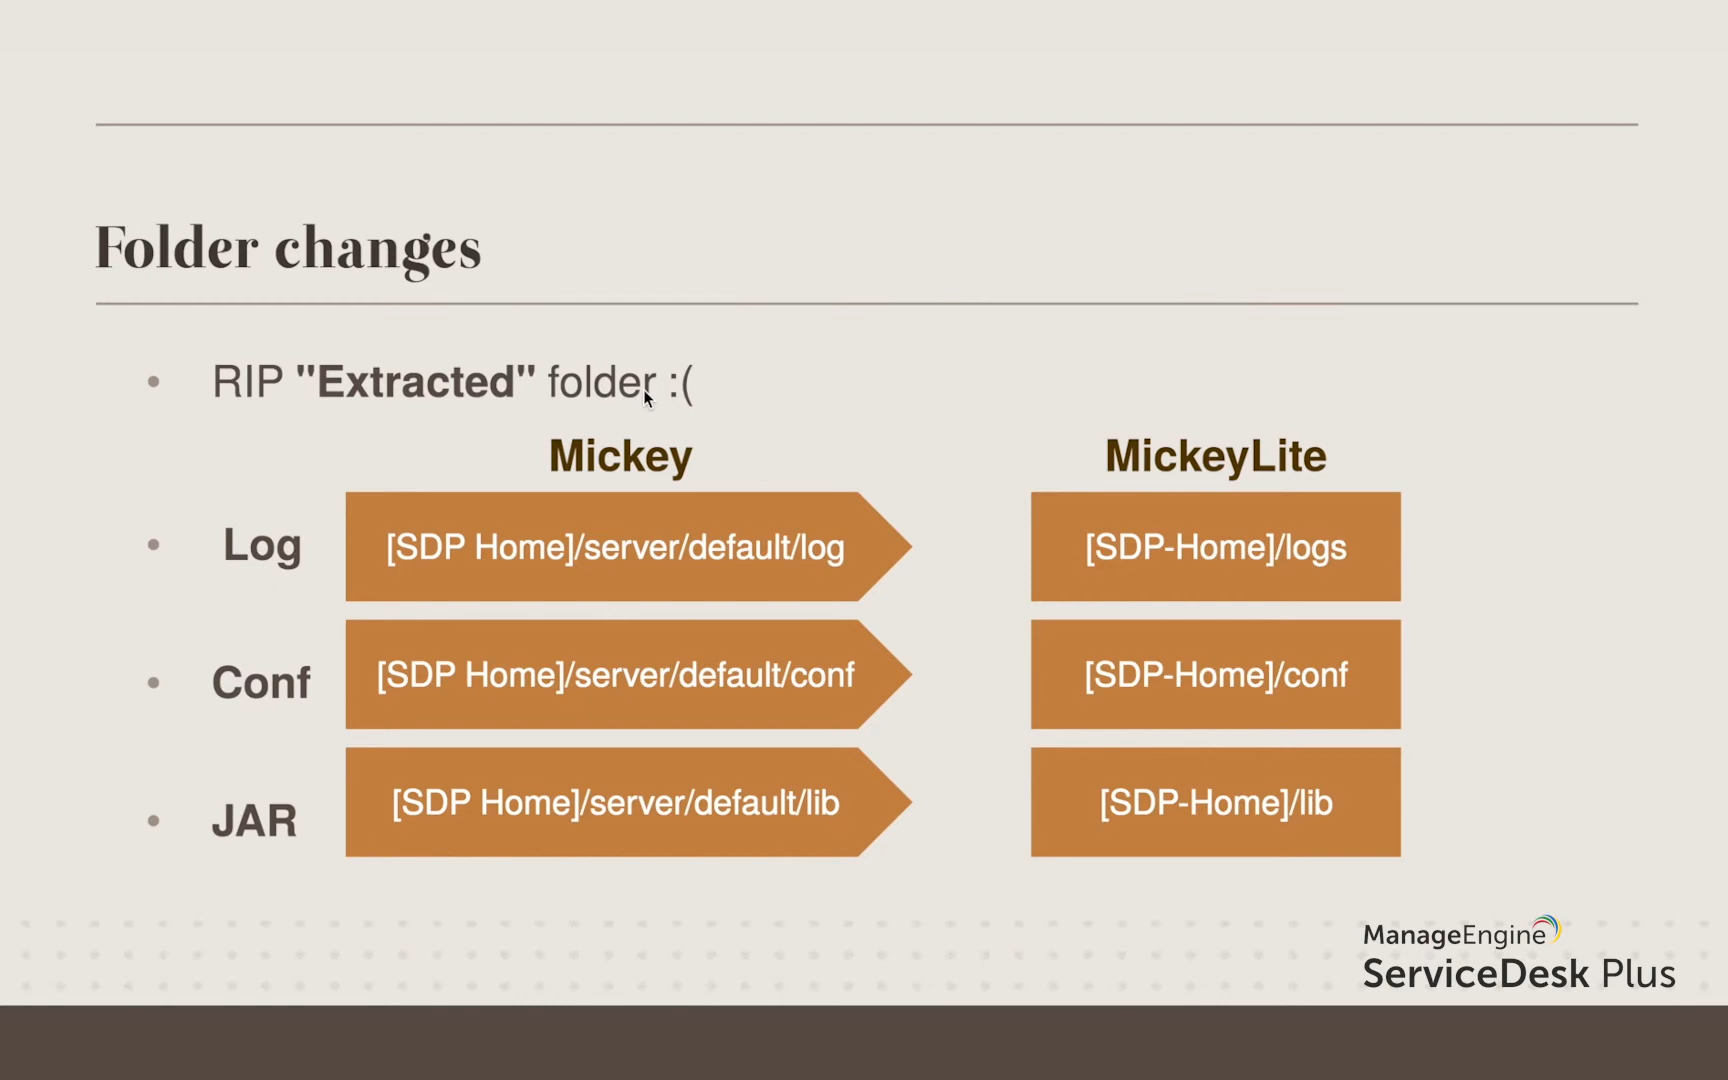 Folder changes
• RIP "Extracted" folder :(
Mickey MickeyLite
• Log [SDP Home]/server/default/log [SDP-Home]/logs
• Conf [SDP Home]/server/default/conf [SDP-Home]/conf
• JAR [SDP Home]/server/default/lib [SDP-Home]/lib
ManageEngine
ServiceDesk Plus